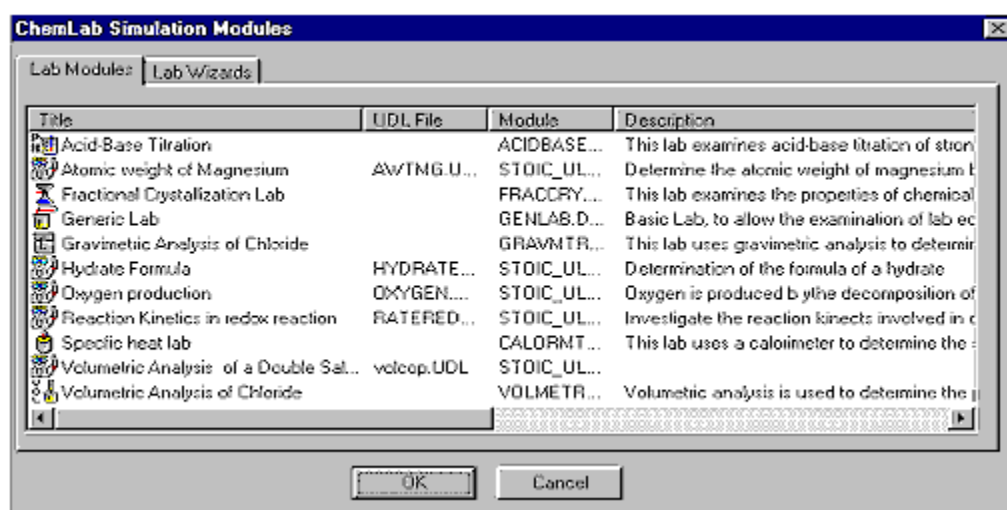 ChemLab Simulation Modules
Lab Modules Lab Wizards
Title UDL File Module Description
Acid-Base Titration ACIDBASE... This lab examines acid-base titration of stron
Atomic weight of Magnesium AWTMG.U... STOIC_UL... Determine the atomic weight of magnesium b
Fractional Crystallization Lab FRACCRY... This lab examines the properties of chemical
Generic Lab GENLAB.D... Basic Lab, to allow the examination of lab eq
Gravimetric Analysis of Chloride GRAVMTR... This lab uses gravimetric analysis to determin
Hydrate Formula HYDRATE... STOIC_UL... Determination of the formula of a hydrate
Oxygen production OXYGEN.... STOIC_UL... Oxygen is produced b ythe decomposition of
Reaction Kinetics in redox reaction RATERED... STOIC_UL... Investigate the reaction kinects involved in
Specific heat lab CALORMT... This lab uses a calorimeter to determine the
Volumetric Analysis of a Double Sal... volcop.UDL STOIC_UL...
Volumetric Analysis of Chloride VOLMETR... Volumetric analysis is used to determine the
OK Cancel